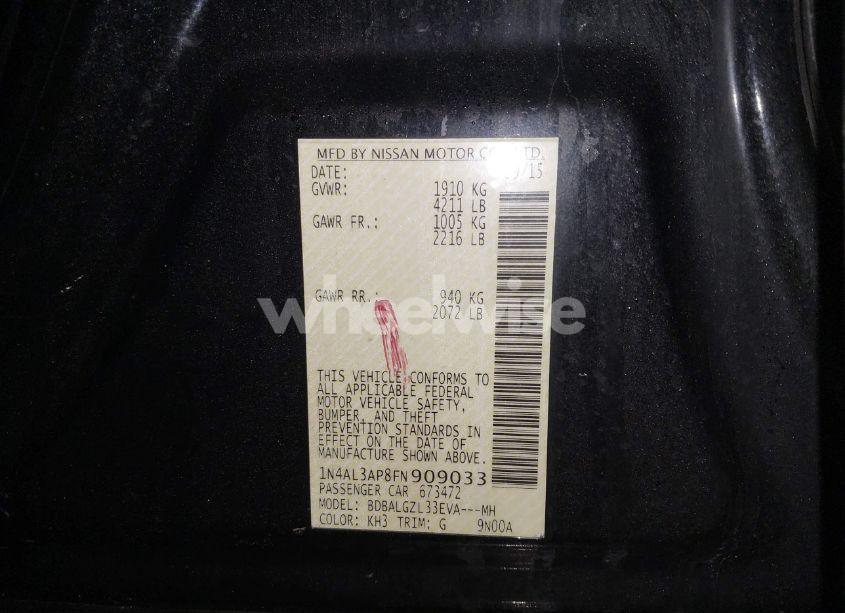 MFD BY NISSAN MOTOR CO., LTD.
DATE: /15
GVWR: 1910 KG
4211 LB
GAWR FR.: 1005 KG
2216 LB
GAWR RR.: 940 KG
2072 LB
wheelwise
THIS VEHICLE CONFORMS TO
ALL APPLICABLE FEDERAL
MOTOR VEHICLE SAFETY,
BUMPER, AND THEFT
PREVENTION STANDARDS IN
EFFECT ON THE DATE OF
MANUFACTURE SHOWN ABOVE.
1N4AL3AP8FN909033
PASSENGER CAR 673472
MODEL: BDBALGZL33EVA---MH
COLOR: KH3 TRIM: G 9N00A